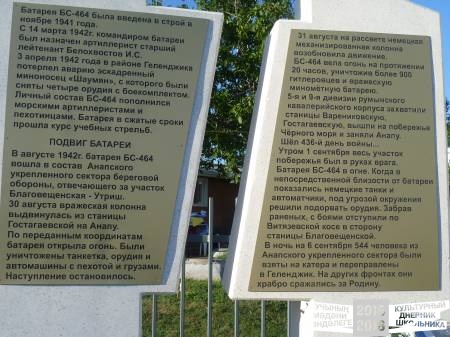 Батарея БС-464 была введена в строй в
ноябре 1941 года.
С 14 марта 1942г. командиром батареи
был назначен артиллерист старший
лейтенант Белохвостов И.С.
3 апреля 1942 года в районе Геленджика
потерпел аварию эскадренный
миноносец «Шаумян», с которого были
сняты четыре орудия с боекомплектом.
Личный состав БС-464 пополнился
морскими артиллеристами и
пехотинцами. Батарея в сжатые сроки
прошла курс учебных стрельб.
ПОДВИГ БАТАРЕИ
В августе 1942г. батарея БС-464
вошла в состав Анапского
укрепленного сектора береговой
обороны, отвечающего за участок
Благовещенская - Утриш.
30 августа вражеская колонна
выдвинулась из станицы
Гостагаевской на Анапу.
По переданным координатам
батарея открыла огонь. Были
уничтожены танкетка, орудия и
автомашины с пехотой и грузами.
Наступление остановилось.
31 августа на рассвете немецкая
механизированная колонна
возобновила движение.
БС-464 вела огонь на протяжении
20 часов, уничтожив более 900
гитлеровцев и вражескую
миномётную батарею.
5-я и 9-я дивизии румынского
кавалерийского корпуса захватили
станицы Варениковскую,
Гостагаевскую, вышли на побережье
Чёрного моря и заняли Анапу.
Шёл 436-й день войны...
Утром 1 сентября весь участок
побережья был в руках врага.
Батарея БС-464 в огне. Когда в
непосредственной близости от батареи
показались немецкие танки и
автоматчики, под угрозой окружения
решили подорвать орудия. Забрав
раненых, с боями отступили по
Витязевской косе в сторону
станицы Благовещенской.
В ночь на 6 сентября 544 человека из
Анапского укрепленного сектора были
взяты на катера и переправлены
в Геленджик. На других фронтах они
храбро сражались за Родину.
КУЛЬТУРНЫЙ
ДНЕВНИК
ШКОЛЬНИКА